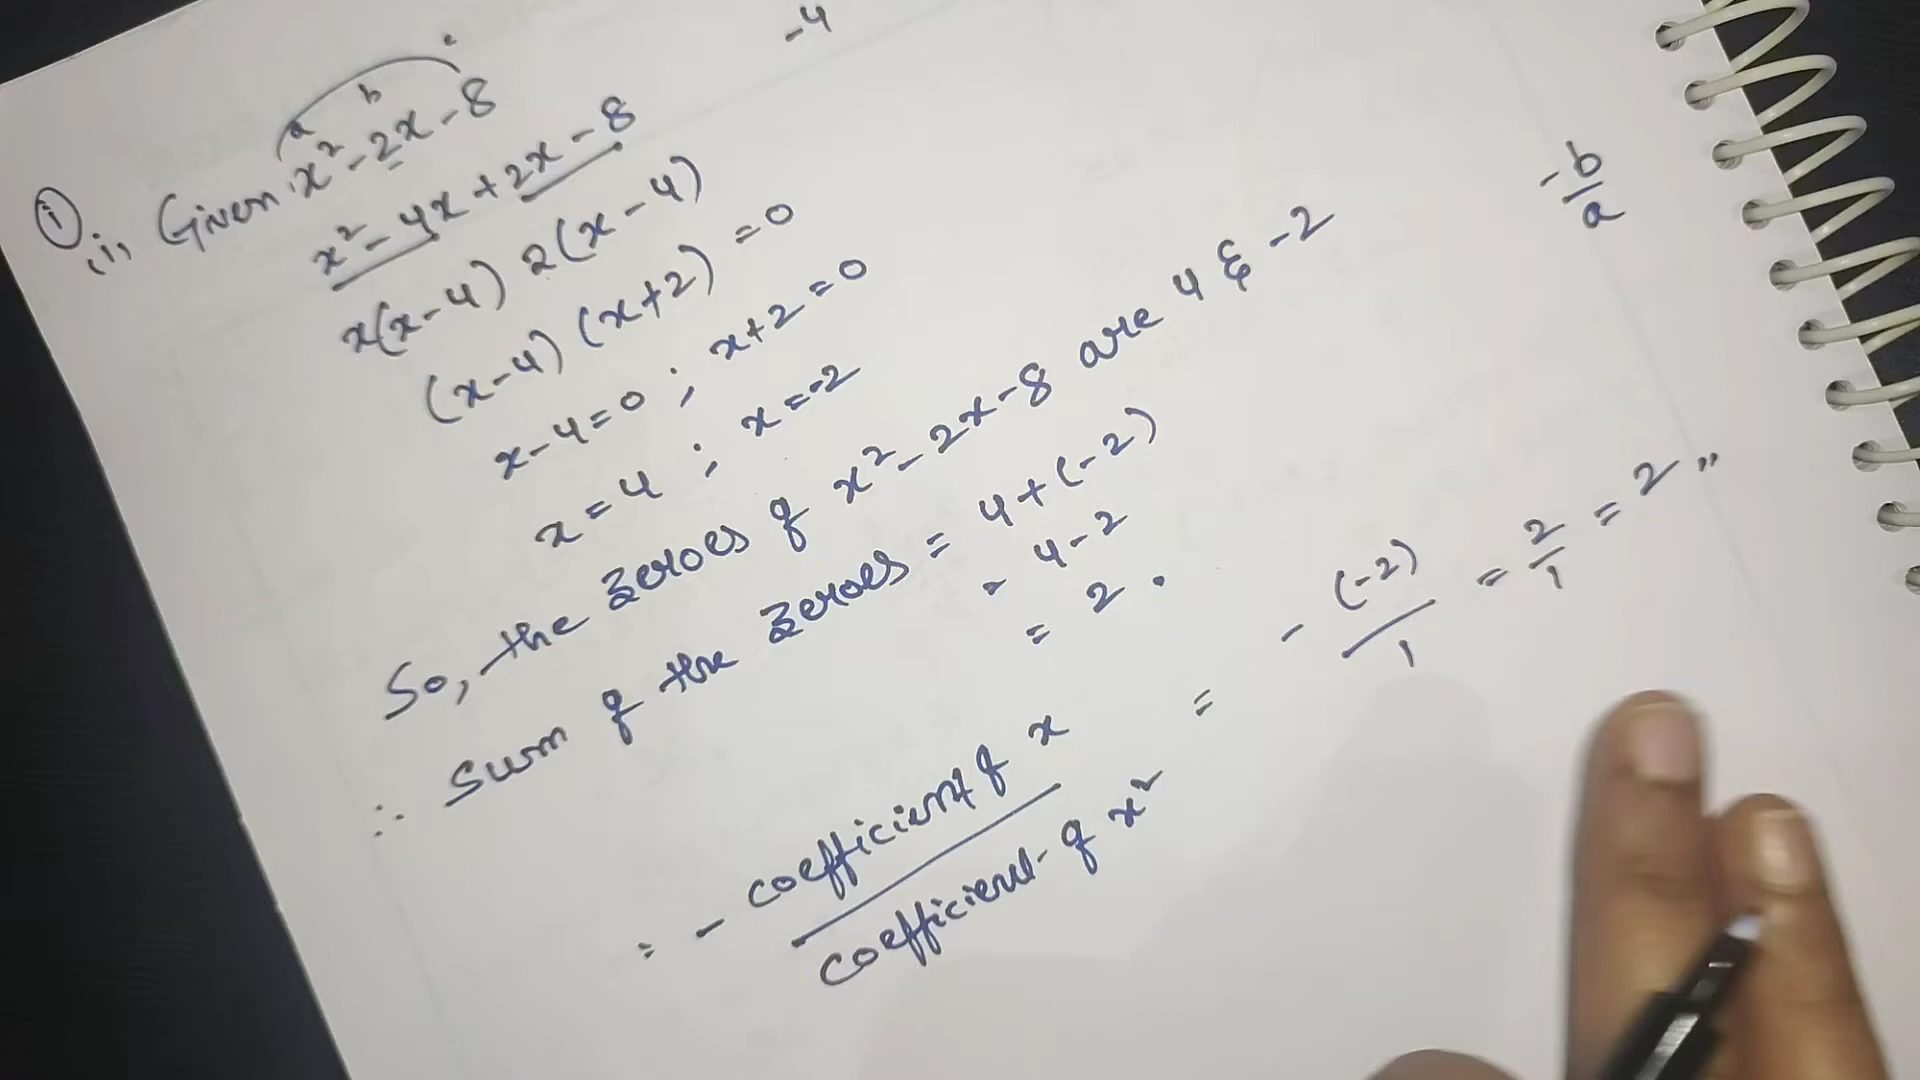 -4
a b c
① (i), Given x² - 2x - 8
x² - 4x + 2x - 8
x(x-4) 2(x-4)
(x-4) (x+2) = 0
x-4=0 ; x+2=0
x=4 ; x=-2
So, the zeroes of x² - 2x - 8 are 4 & -2
-b/a
∴ Sum of the zeroes = 4+(-2)
= 4-2
= 2.
= - coefficient of x / coefficient of x² = - (-2)/1 = 2/1 = 2 "